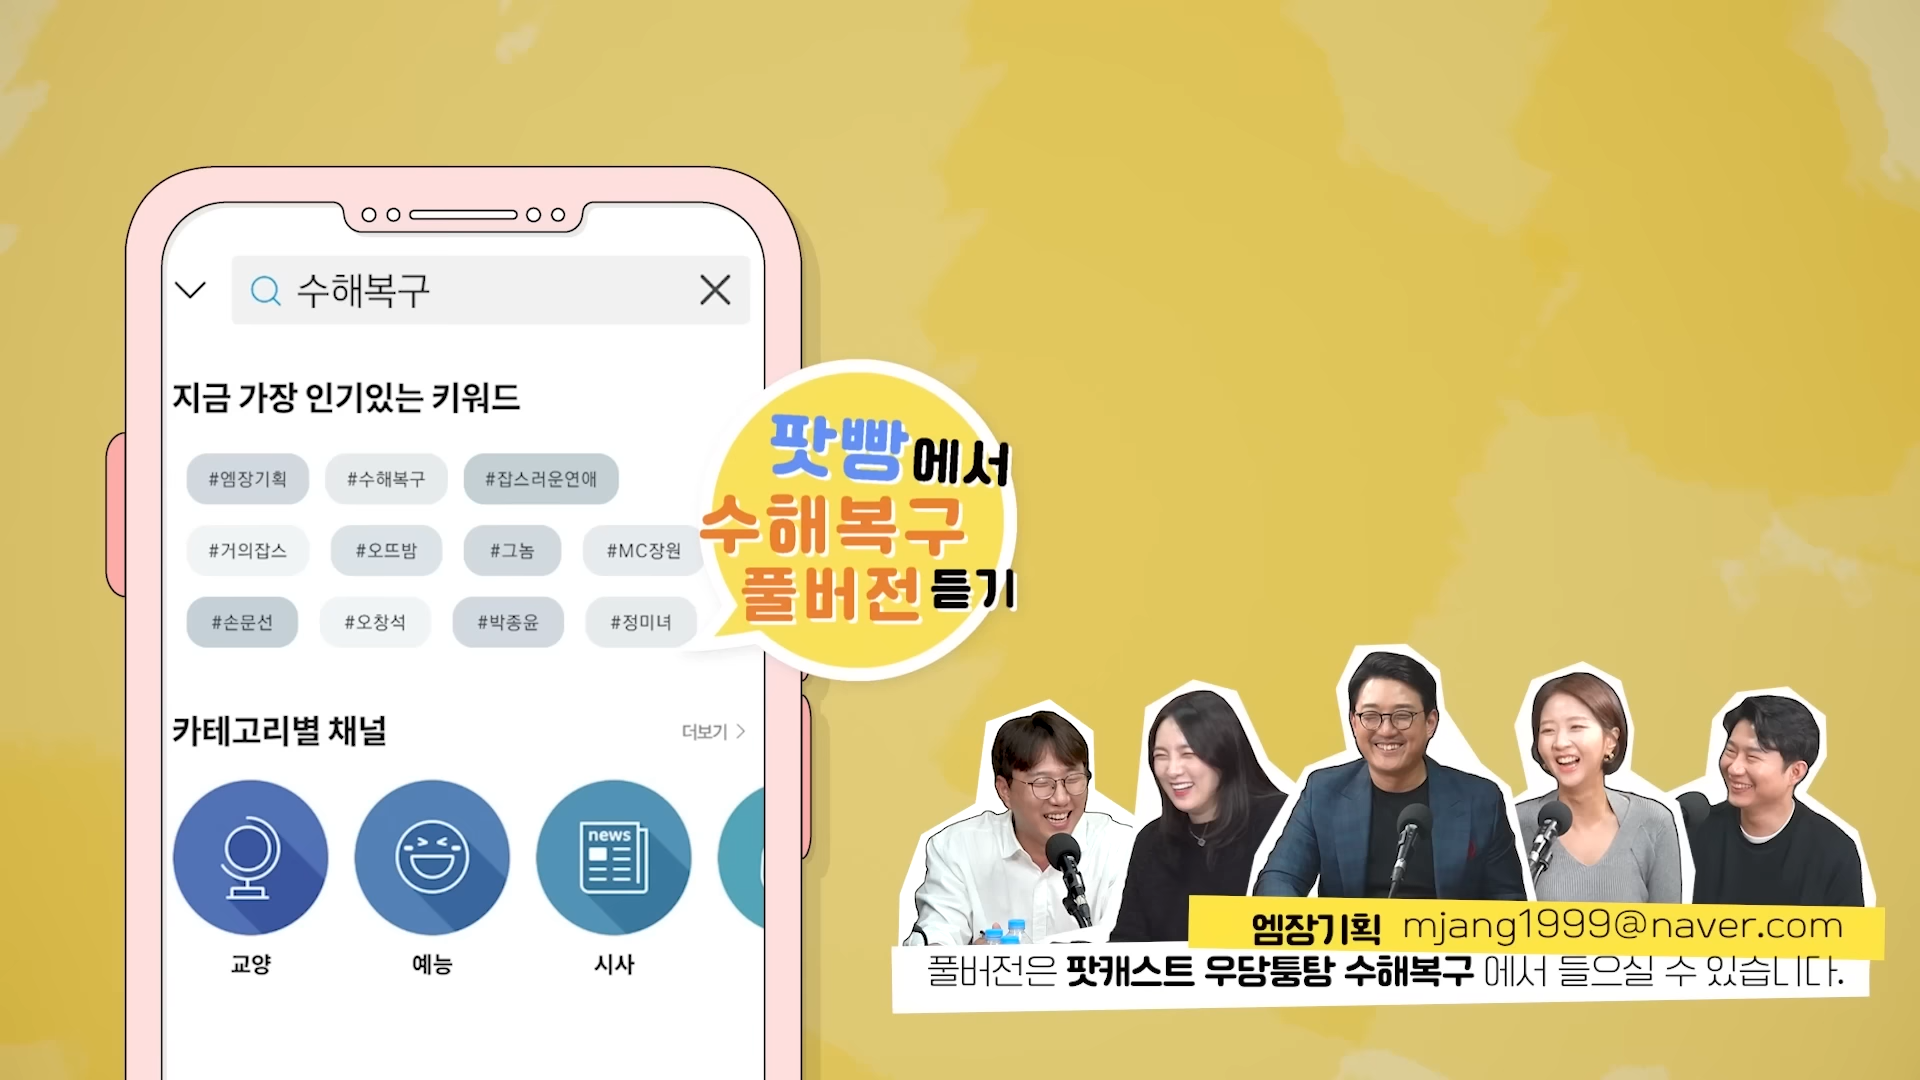 수해복구
지금 가장 인기있는 키워드
#엠장기획 #수해복구 #잡스러운연애
#거의잡스 #오뜨밤 #그놈 #MC장원
#손문선 #오창석 #박종윤 #정미녀
카테고리별 채널 더보기
news
교양 예능 시사
팟빵에서
수해복구
풀버전 듣기
엠장기획 mjang1999@naver.com
풀버전은 팟캐스트 우당퉁탕 수해복구 에서 들으실 수 있습니다.